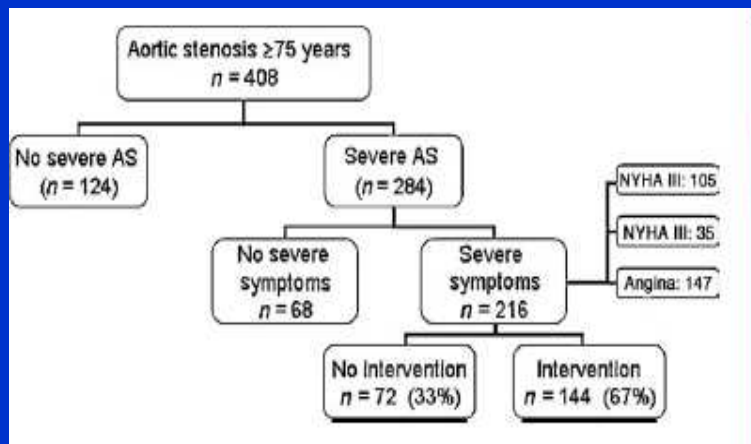 Aortic stenosis ≥75 years
n = 408
No severe AS
(n = 124)
Severe AS
(n = 284)
NYHA III: 105
NYHA III: 35
Angina: 147
No severe
symptoms
n = 68
Severe
symptoms
n = 216
No Intervention
n = 72 (33%)
Intervention
n = 144 (67%)